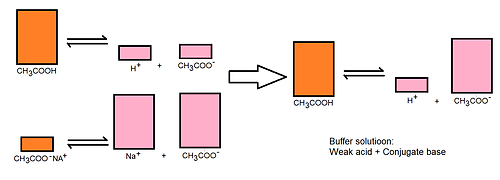 CH3COOH
H+ + CH3COO-
CH3COO-NA+
Na+ + CH3COO-
CH3COOH
H+ + CH3COO-
Buffer solutioon:
Weak acid + Conjugate base